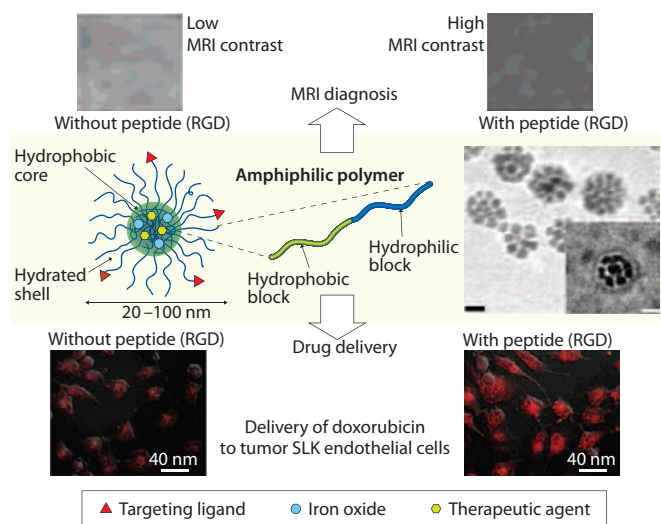 Low
MRI contrast
High
MRI contrast
MRI diagnosis
Without peptide (RGD)
With peptide (RGD)
Hydrophobic
core
Amphiphilic polymer
Hydrophilic
block
Hydrated
shell
Hydrophobic
block
20–100 nm
Without peptide (RGD)
With peptide (RGD)
Drug delivery
Delivery of doxorubicin
to tumor SLK endothelial cells
40 nm
40 nm
Targeting ligand
Iron oxide
Therapeutic agent